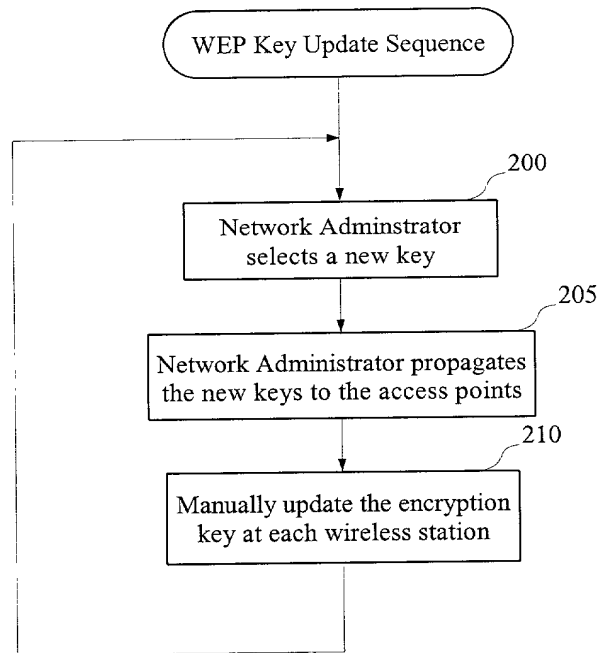 WEP Key Update Sequence
200
Network Adminstrator
selects a new key
205
Network Administrator propagates
the new keys to the access points
210
Manually update the encryption
key at each wireless station